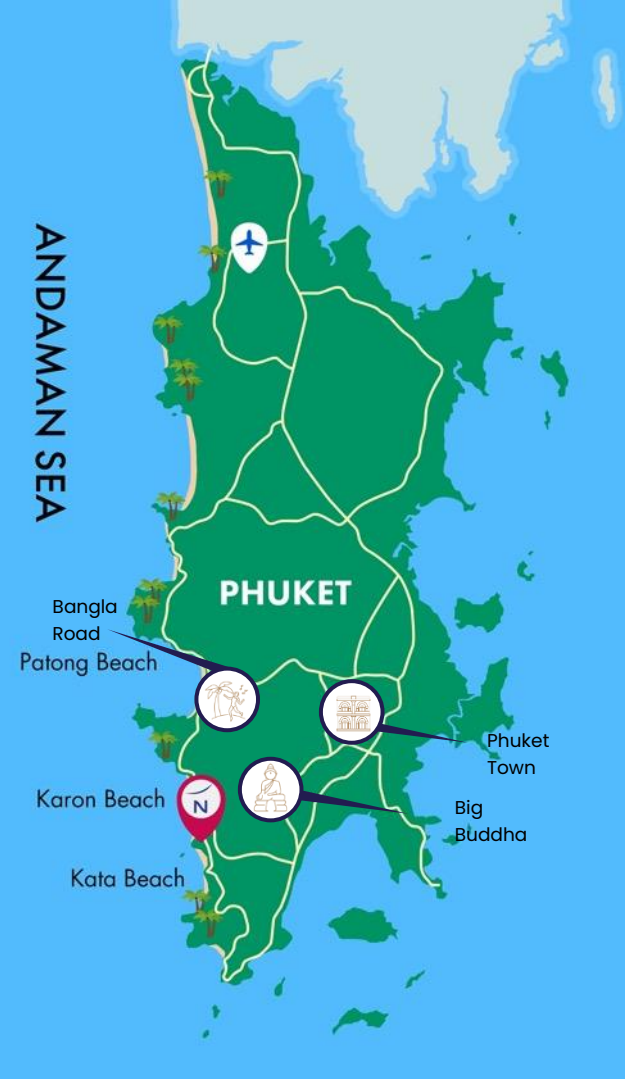 ANDAMAN SEA
PHUKET
Bangla
Road
Patong Beach
Phuket
Town
Karon Beach
N
Big
Buddha
Kata Beach